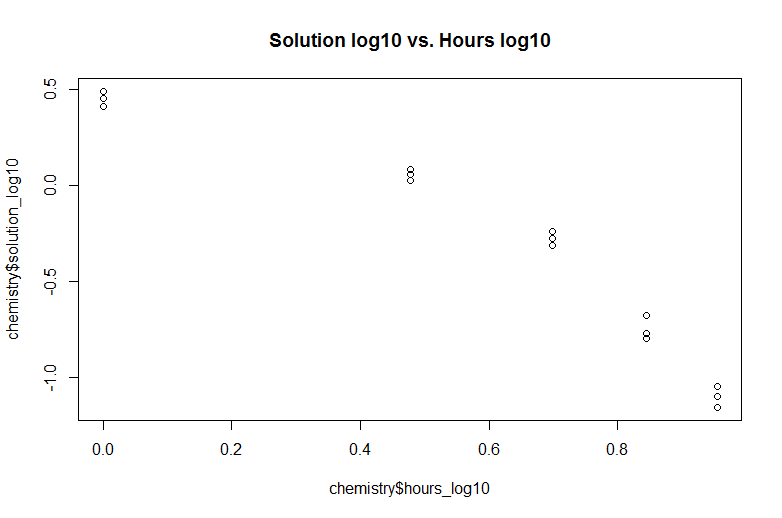 Solution log10 vs. Hours log10
chemistry$solution_log10
0.5
0.0
-0.5
-1.0
0.0 0.2 0.4 0.6 0.8
chemistry$hours_log10